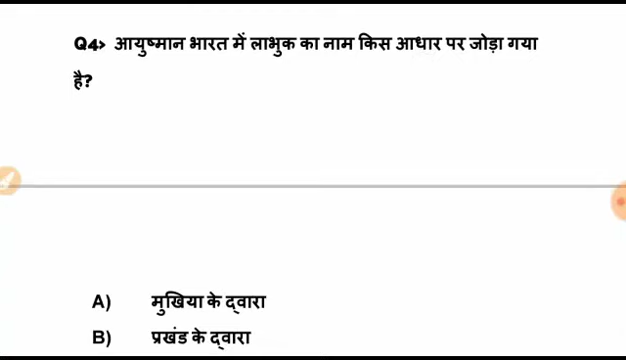 Q4> आयुष्मान भारत में लाभुक का नाम किस आधार पर जोड़ा गया
है?
A) मुखिया के द्वारा
B) प्रखंड के द्वारा